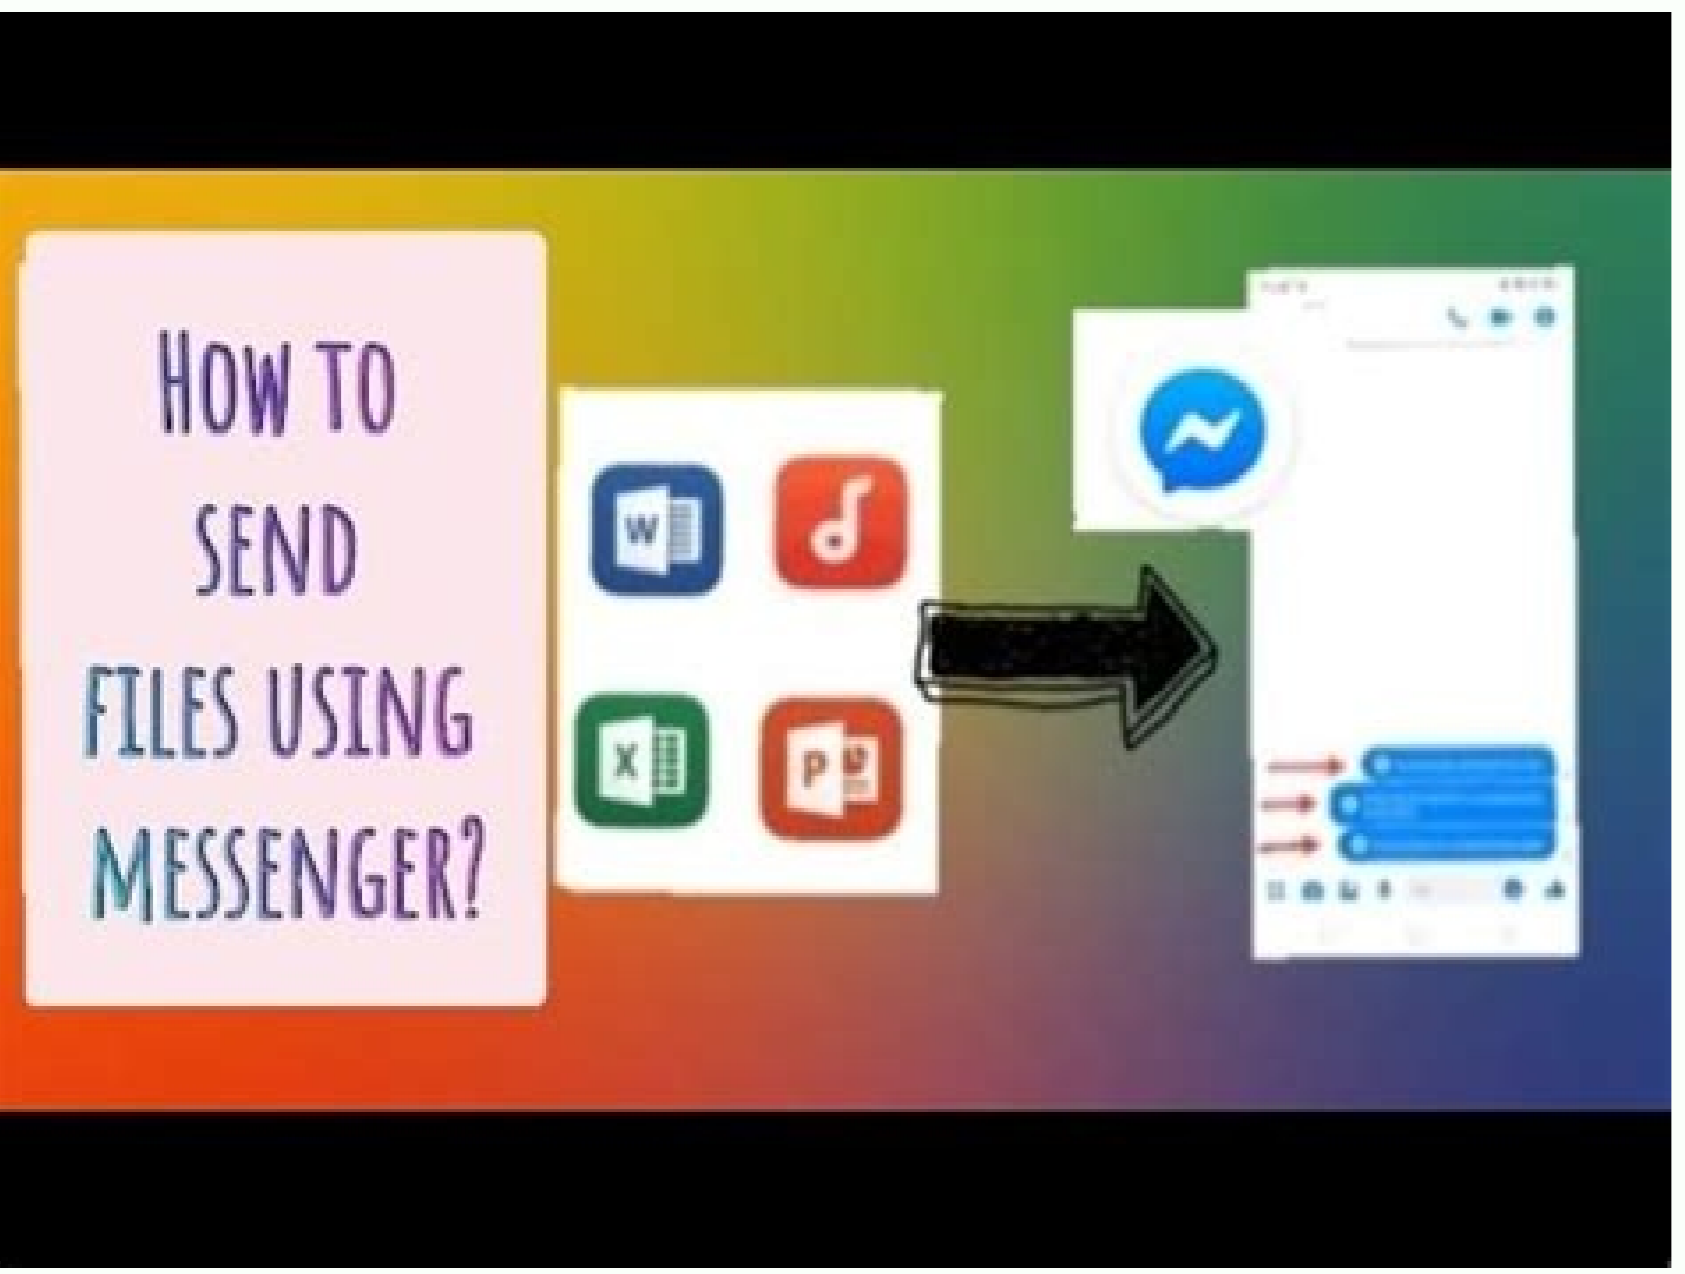 HOW TO
SEND
FILES USING
MESSENGER?
W
X
P